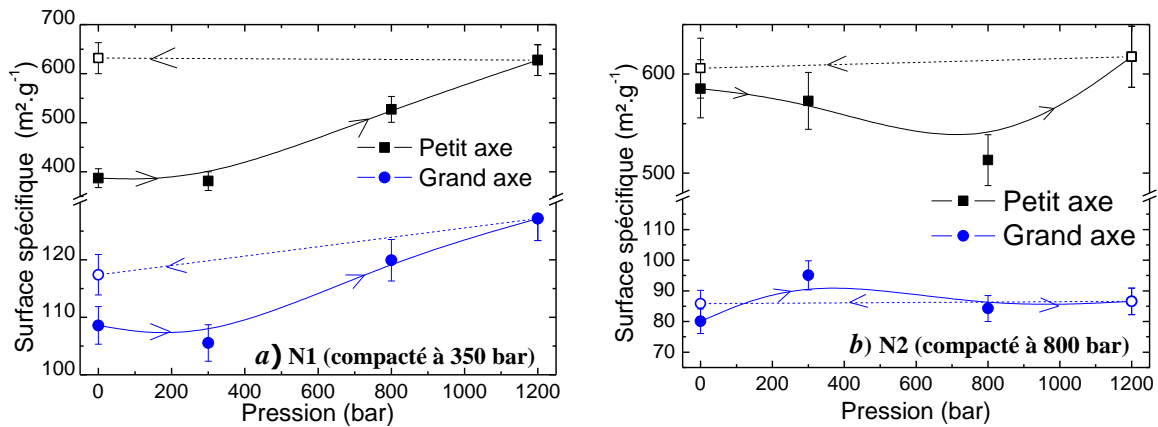 700
600
500
400
120
110
100
Surface spécifique (m².g⁻¹)
Petit axe
Grand axe
a) N1 (compacté à 350 bar)
0 200 400 600 800 1000 1200
Pression (bar)
600
500
100
90
80
70
Surface spécifique (m².g⁻¹)
Petit axe
Grand axe
b) N2 (compacté à 800 bar)
0 200 400 600 800 1000 1200
Pression (bar)